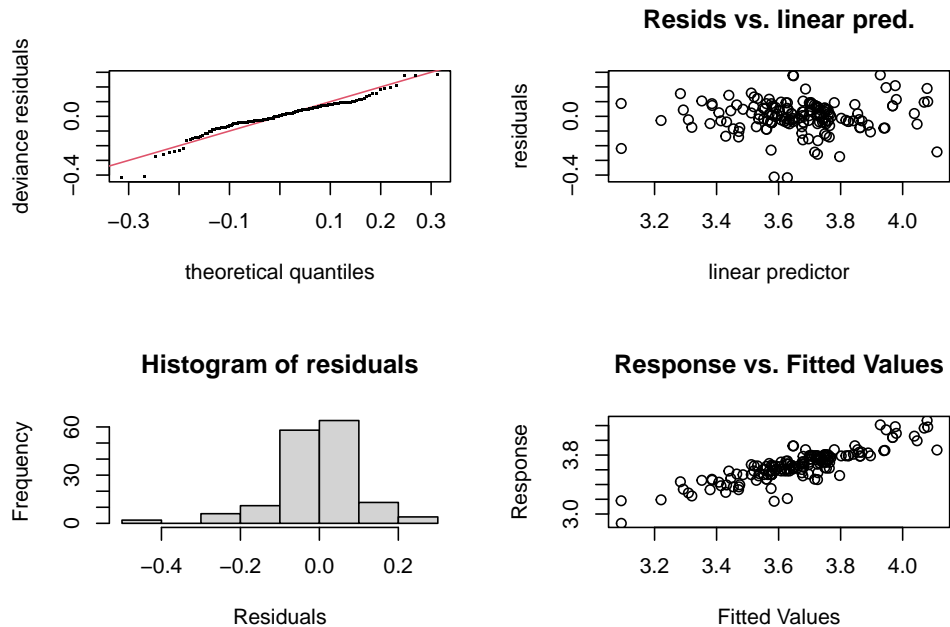 deviance residuals
−0.4
0.0
−0.3
−0.1
0.1
0.2
0.3
theoretical quantiles
Resids vs. linear pred.
residuals
−0.4
0.0
3.2
3.4
3.6
3.8
4.0
linear predictor
Histogram of residuals
Frequency
0
30
60
−0.4
−0.2
0.0
0.2
Residuals
Response vs. Fitted Values
Response
3.0
3.8
3.2
3.4
3.6
3.8
4.0
Fitted Values